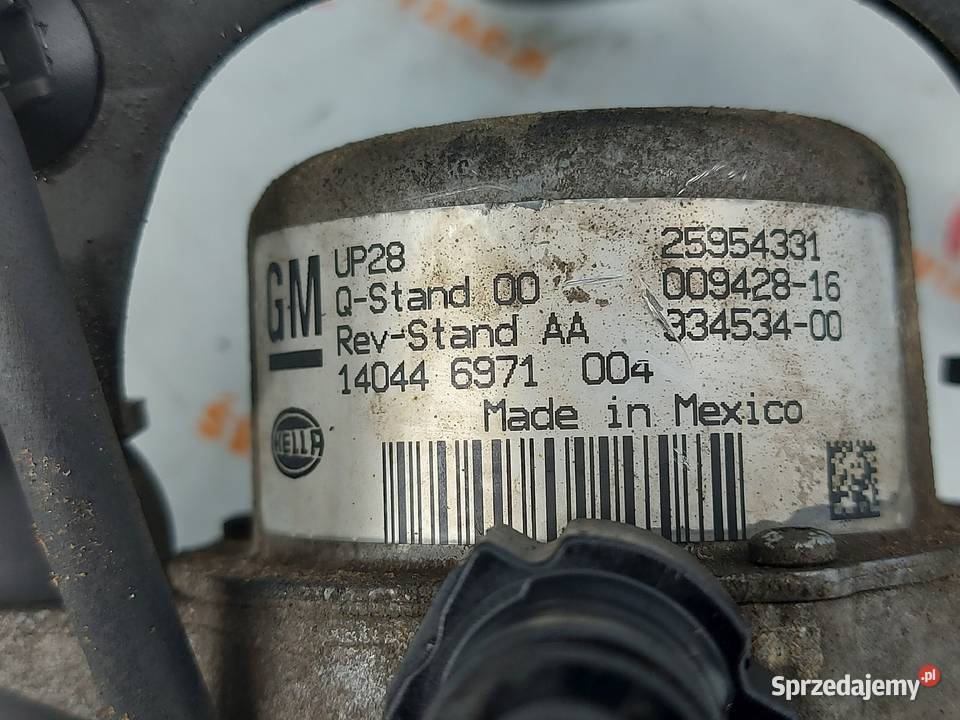 GM
UP28 25954331
Q-Stand 00 009428-16
Rev-Stand AA 334534-00
14044 6971 004
Made in Mexico
HELLA
Sprzedajemy.pl